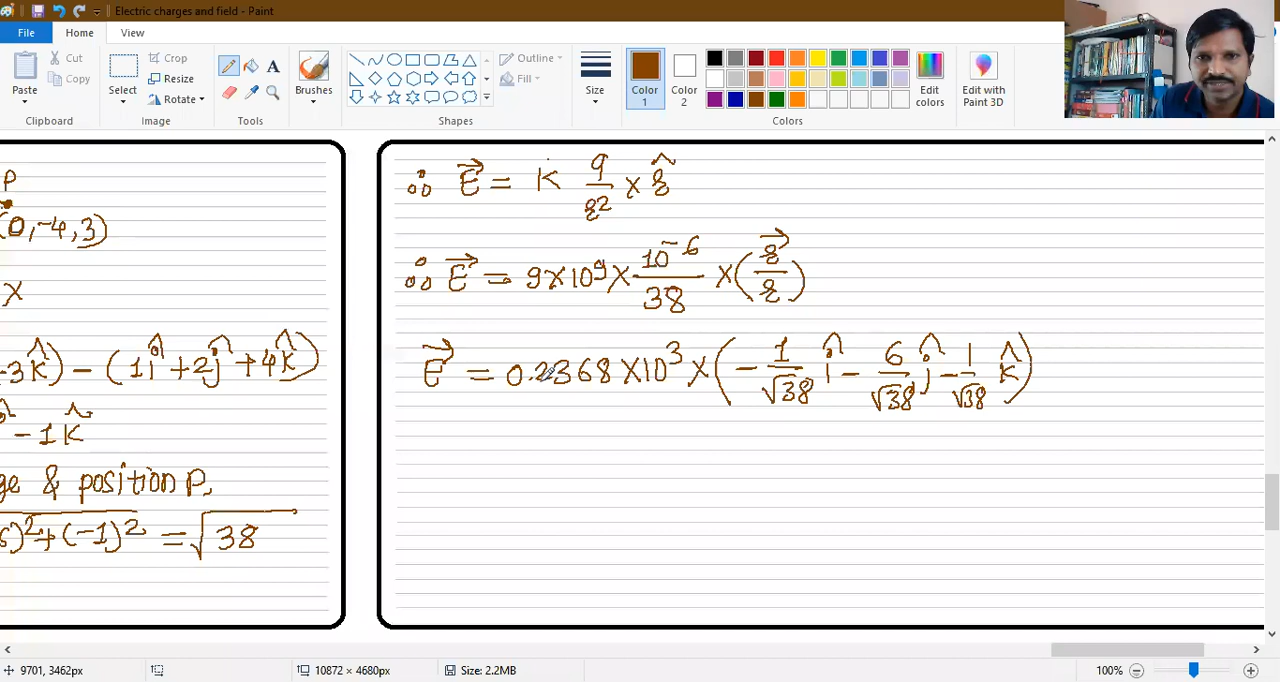 Electric charges and field - Paint
File Home View
Paste Cut Copy Clipboard
Select Crop Resize Rotate Image
Tools
Brushes
Outline Fill Shapes
Size
Color 1 Color 2 Edit colors Edit with Paint 3D Colors
P
(0,-4,3)
X
+3k̂) - (1î + 2ĵ + 4k̂)
- 1k̂
ge & position P,
)² + (-1)² = √38
∴ E⃗ = K q/r² × r̂
∴ E⃗ = 9×10⁹ × 10⁻⁶/38 × (r⃗/r)
E⃗ = 0.2368 × 10³ × (- 1/√38 î - 6/√38 ĵ - 1/√38 k̂)
9701, 3462px
10872 × 4680px
Size: 2.2MB
100%